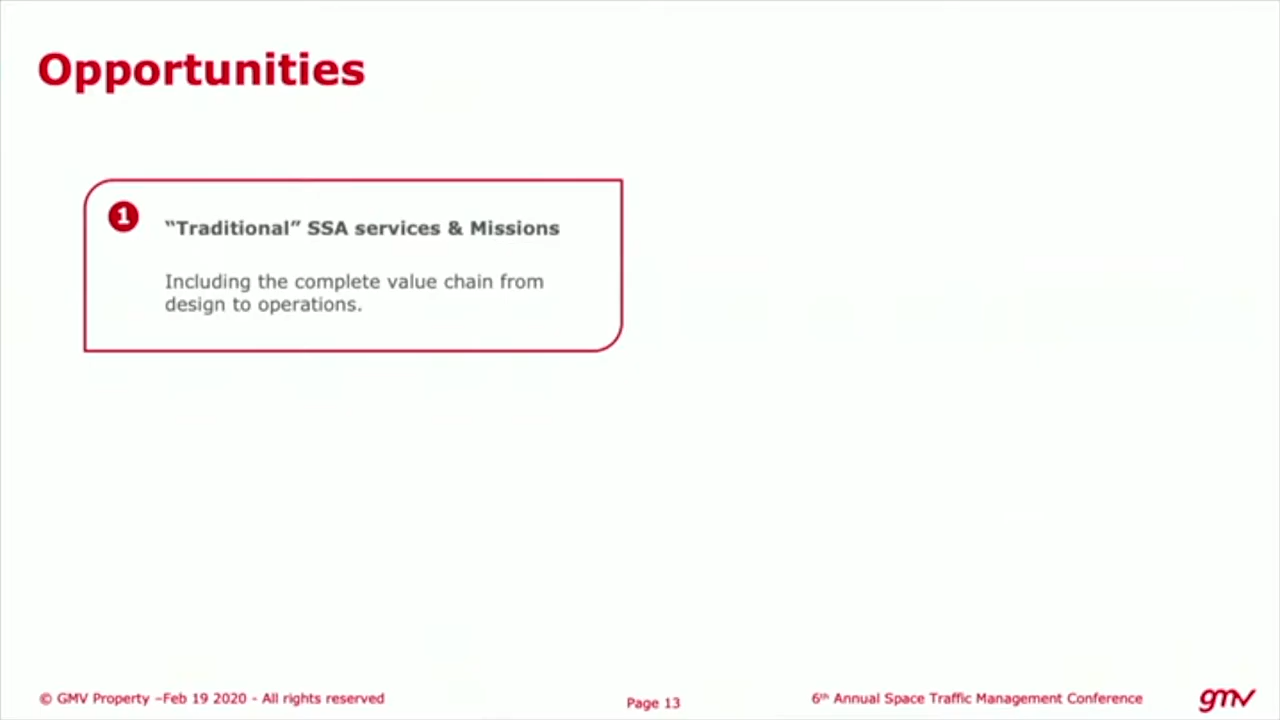 Opportunities
1
“Traditional” SSA services & Missions
Including the complete value chain from
design to operations.
© GMV Property –Feb 19 2020 - All rights reserved
Page 13
6th Annual Space Traffic Management Conference
gmv